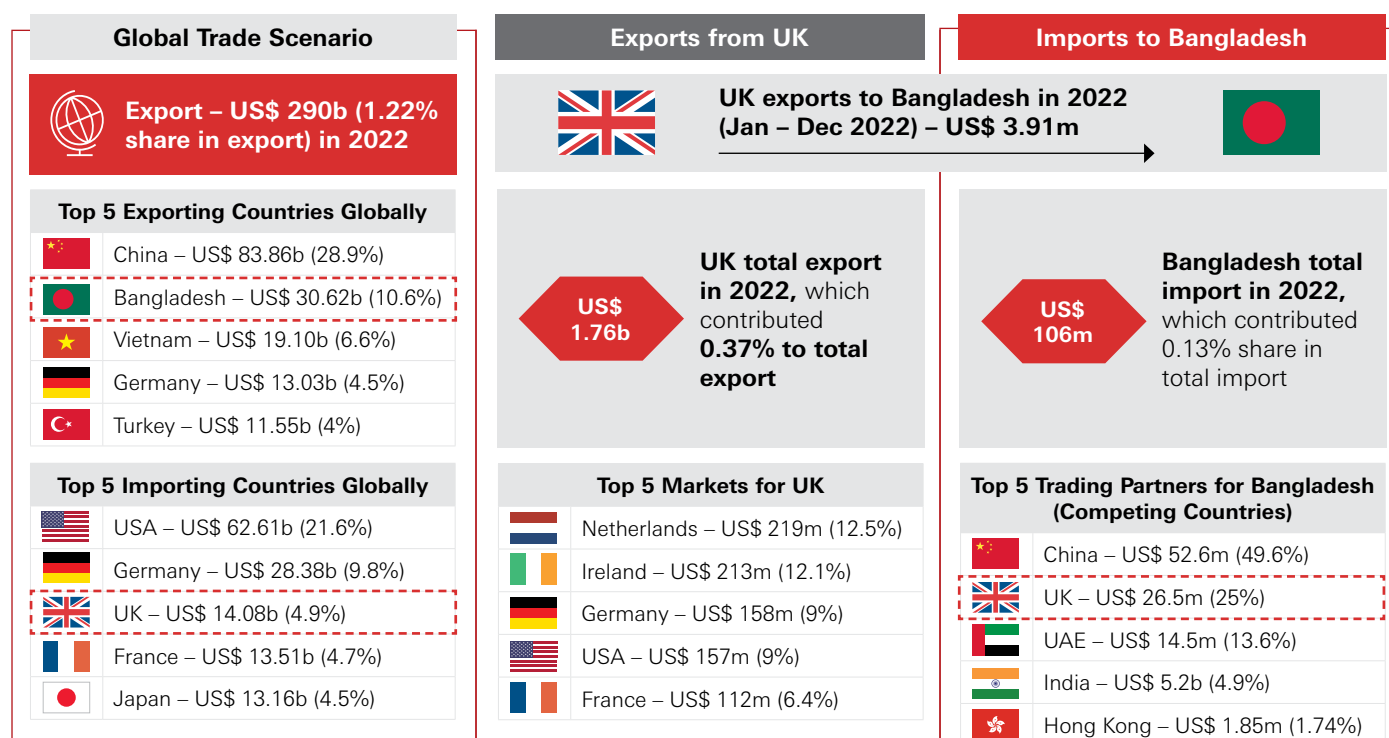 Global Trade Scenario
Export – US$ 290b (1.22%
share in export) in 2022
Top 5 Exporting Countries Globally
China – US$ 83.86b (28.9%)
Bangladesh – US$ 30.62b (10.6%)
Vietnam – US$ 19.10b (6.6%)
Germany – US$ 13.03b (4.5%)
Turkey – US$ 11.55b (4%)
Top 5 Importing Countries Globally
USA – US$ 62.61b (21.6%)
Germany – US$ 28.38b (9.8%)
UK – US$ 14.08b (4.9%)
France – US$ 13.51b (4.7%)
Japan – US$ 13.16b (4.5%)
Exports from UK
Imports to Bangladesh
UK exports to Bangladesh in 2022
(Jan – Dec 2022) – US$ 3.91m
US$
1.76b
UK total export
in 2022, which
contributed
0.37% to total
export
US$
106m
Bangladesh total
import in 2022,
which contributed
0.13% share in
total import
Top 5 Markets for UK
Netherlands – US$ 219m (12.5%)
Ireland – US$ 213m (12.1%)
Germany – US$ 158m (9%)
USA – US$ 157m (9%)
France – US$ 112m (6.4%)
Top 5 Trading Partners for Bangladesh
(Competing Countries)
China – US$ 52.6m (49.6%)
UK – US$ 26.5m (25%)
UAE – US$ 14.5m (13.6%)
India – US$ 5.2b (4.9%)
Hong Kong – US$ 1.85m (1.74%)